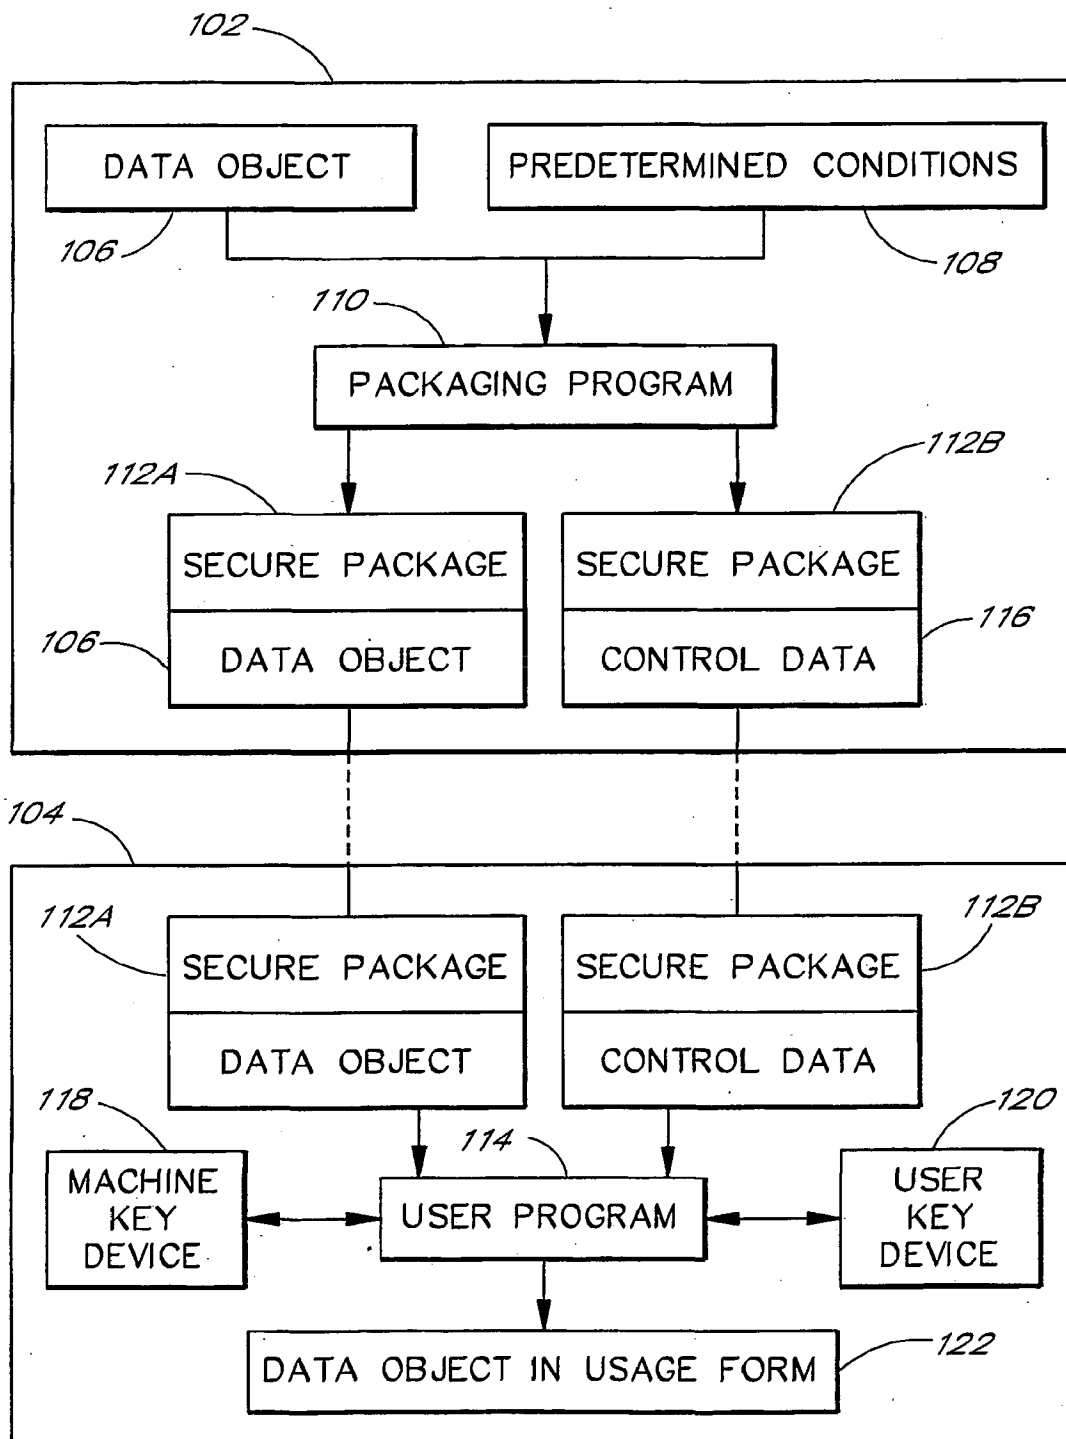 102
DATA OBJECT
PREDETERMINED CONDITIONS
106
108
110
PACKAGING PROGRAM
112A
112B
SECURE PACKAGE
SECURE PACKAGE
106
DATA OBJECT
CONTROL DATA
116
104
112A
112B
SECURE PACKAGE
SECURE PACKAGE
DATA OBJECT
CONTROL DATA
118
114
120
MACHINE
KEY
DEVICE
USER PROGRAM
USER
KEY
DEVICE
DATA OBJECT IN USAGE FORM
122